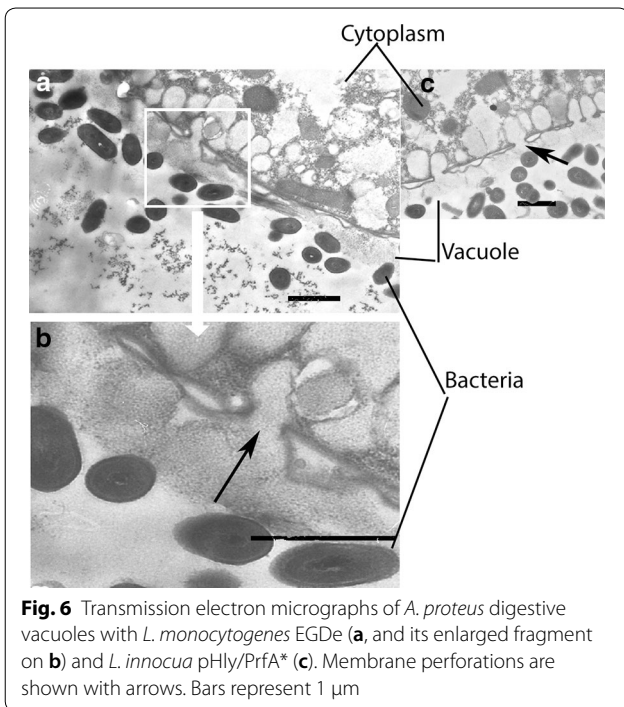 Cytoplasm
a
c
Vacuole
b
Bacteria
Fig. 6 Transmission electron micrographs of A. proteus digestive
vacuoles with L. monocytogenes EGDe (a, and its enlarged fragment
on b) and L. innocua pHly/PrfA* (c). Membrane perforations are
shown with arrows. Bars represent 1 µm